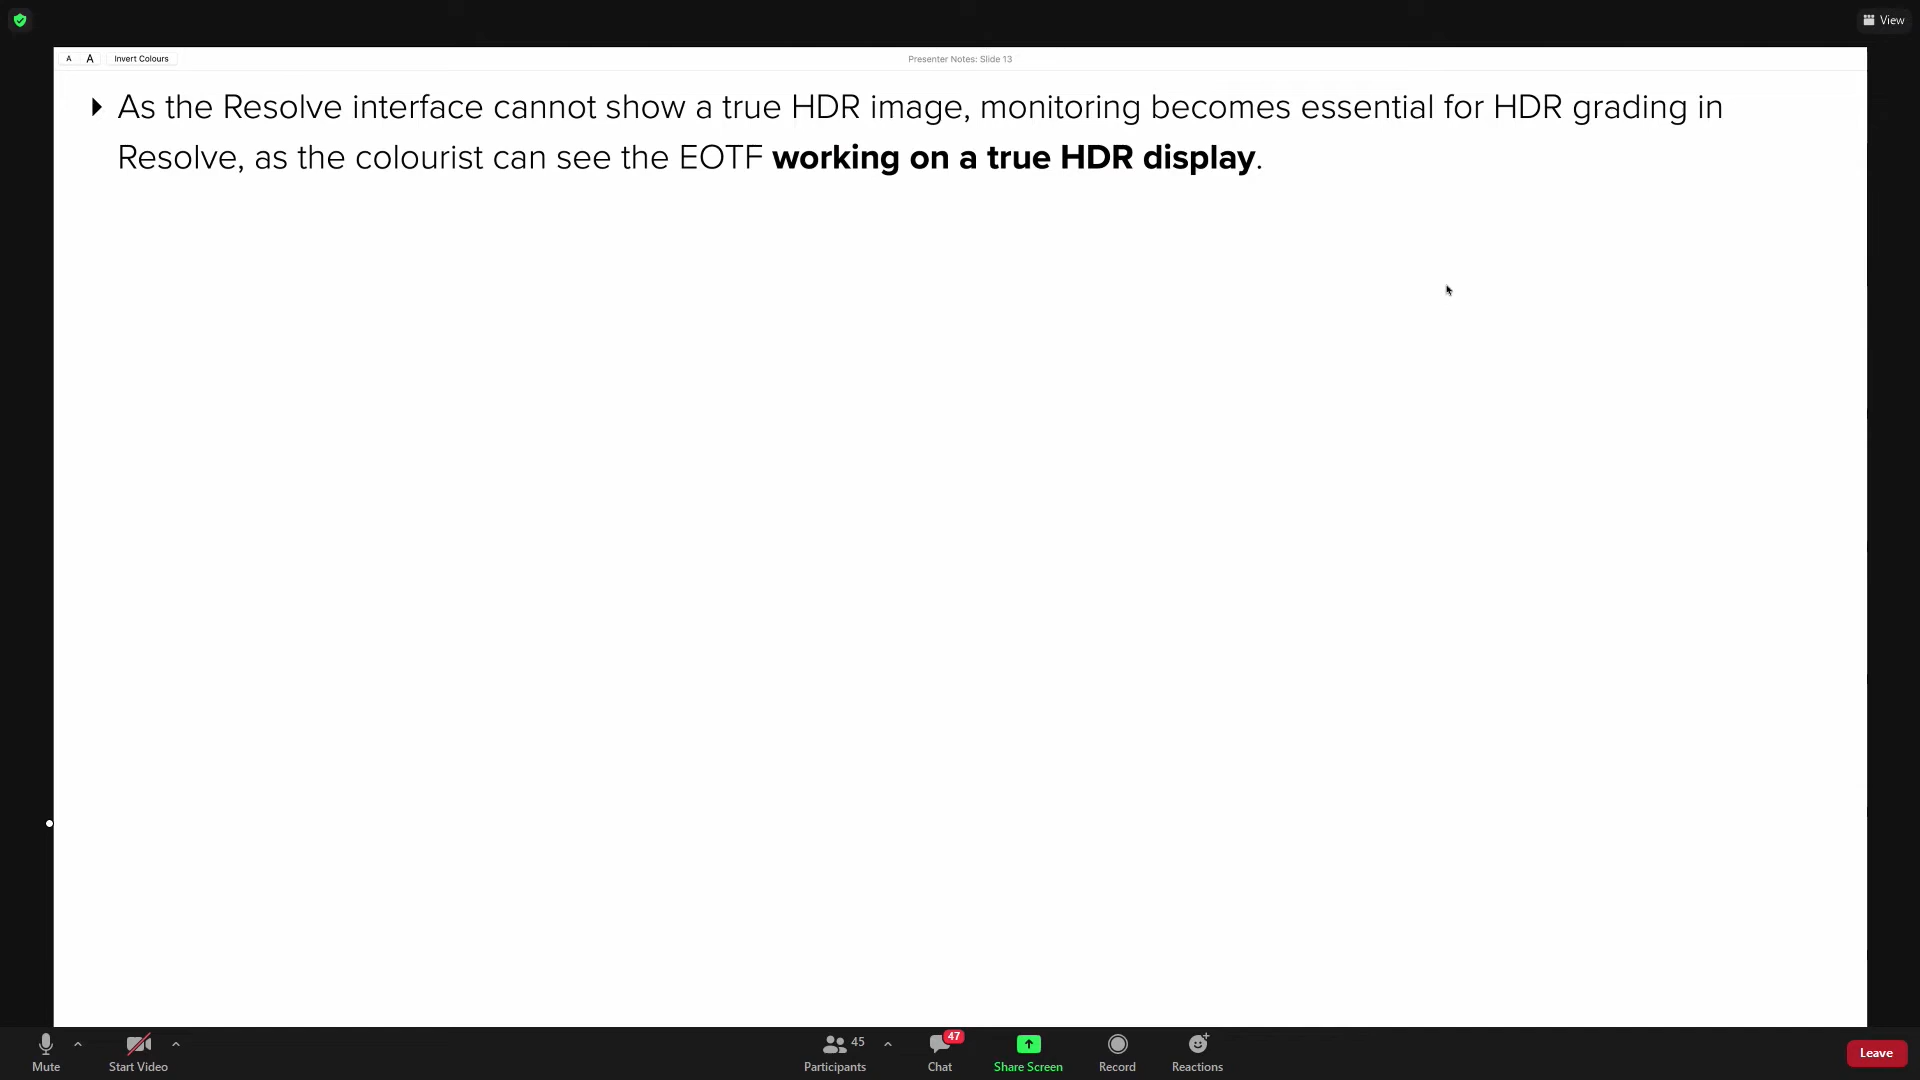 View
A A Invert Colours Presenter Notes: Slide 13
As the Resolve interface cannot show a true HDR image, monitoring becomes essential for HDR grading in
Resolve, as the colourist can see the EOTF working on a true HDR display.
45 47
Mute Start Video Participants Chat Share Screen Record Reactions Leave